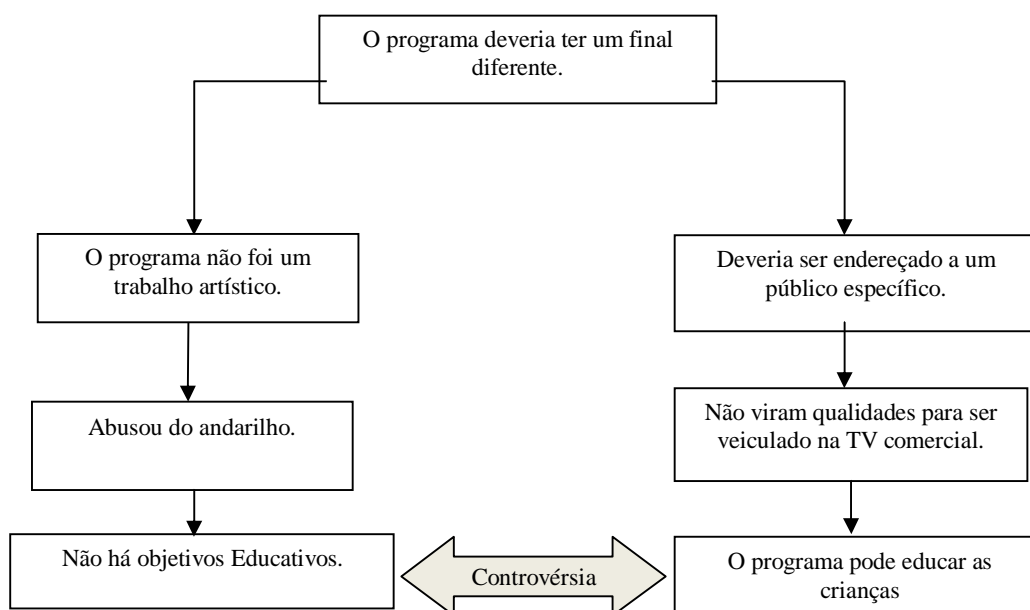 O programa deveria ter um final
diferente.
O programa não foi um
trabalho artístico.
Deveria ser endereçado a um
público específico.
Abusou do andarilho.
Não viram qualidades para ser
veiculado na TV comercial.
Não há objetivos Educativos.
Controvérsia
O programa pode educar as
crianças